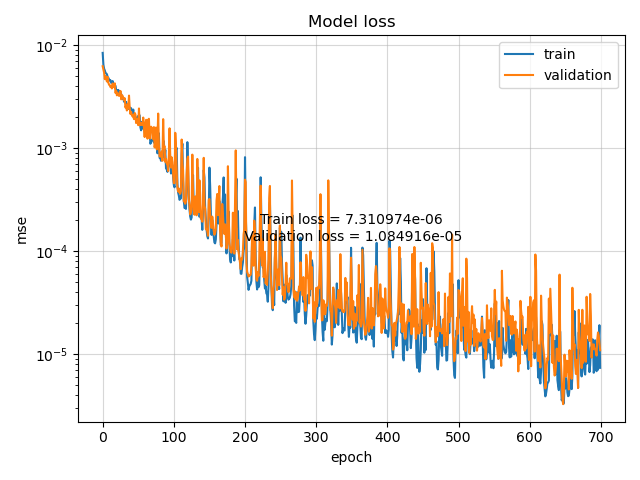 Model loss
10⁻²
10⁻³
10⁻⁴
10⁻⁵
mse
train
validation
Train loss = 7.310974e-06
Validation loss = 1.084916e-05
0 100 200 300 400 500 600 700
epoch